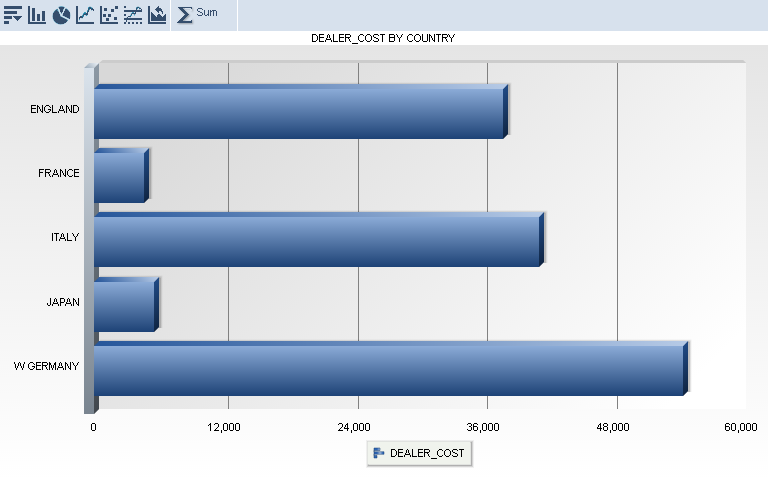 Sum
DEALER_COST BY COUNTRY
ENGLAND
FRANCE
ITALY
JAPAN
W GERMANY
0 12,000 24,000 36,000 48,000 60,000
DEALER_COST